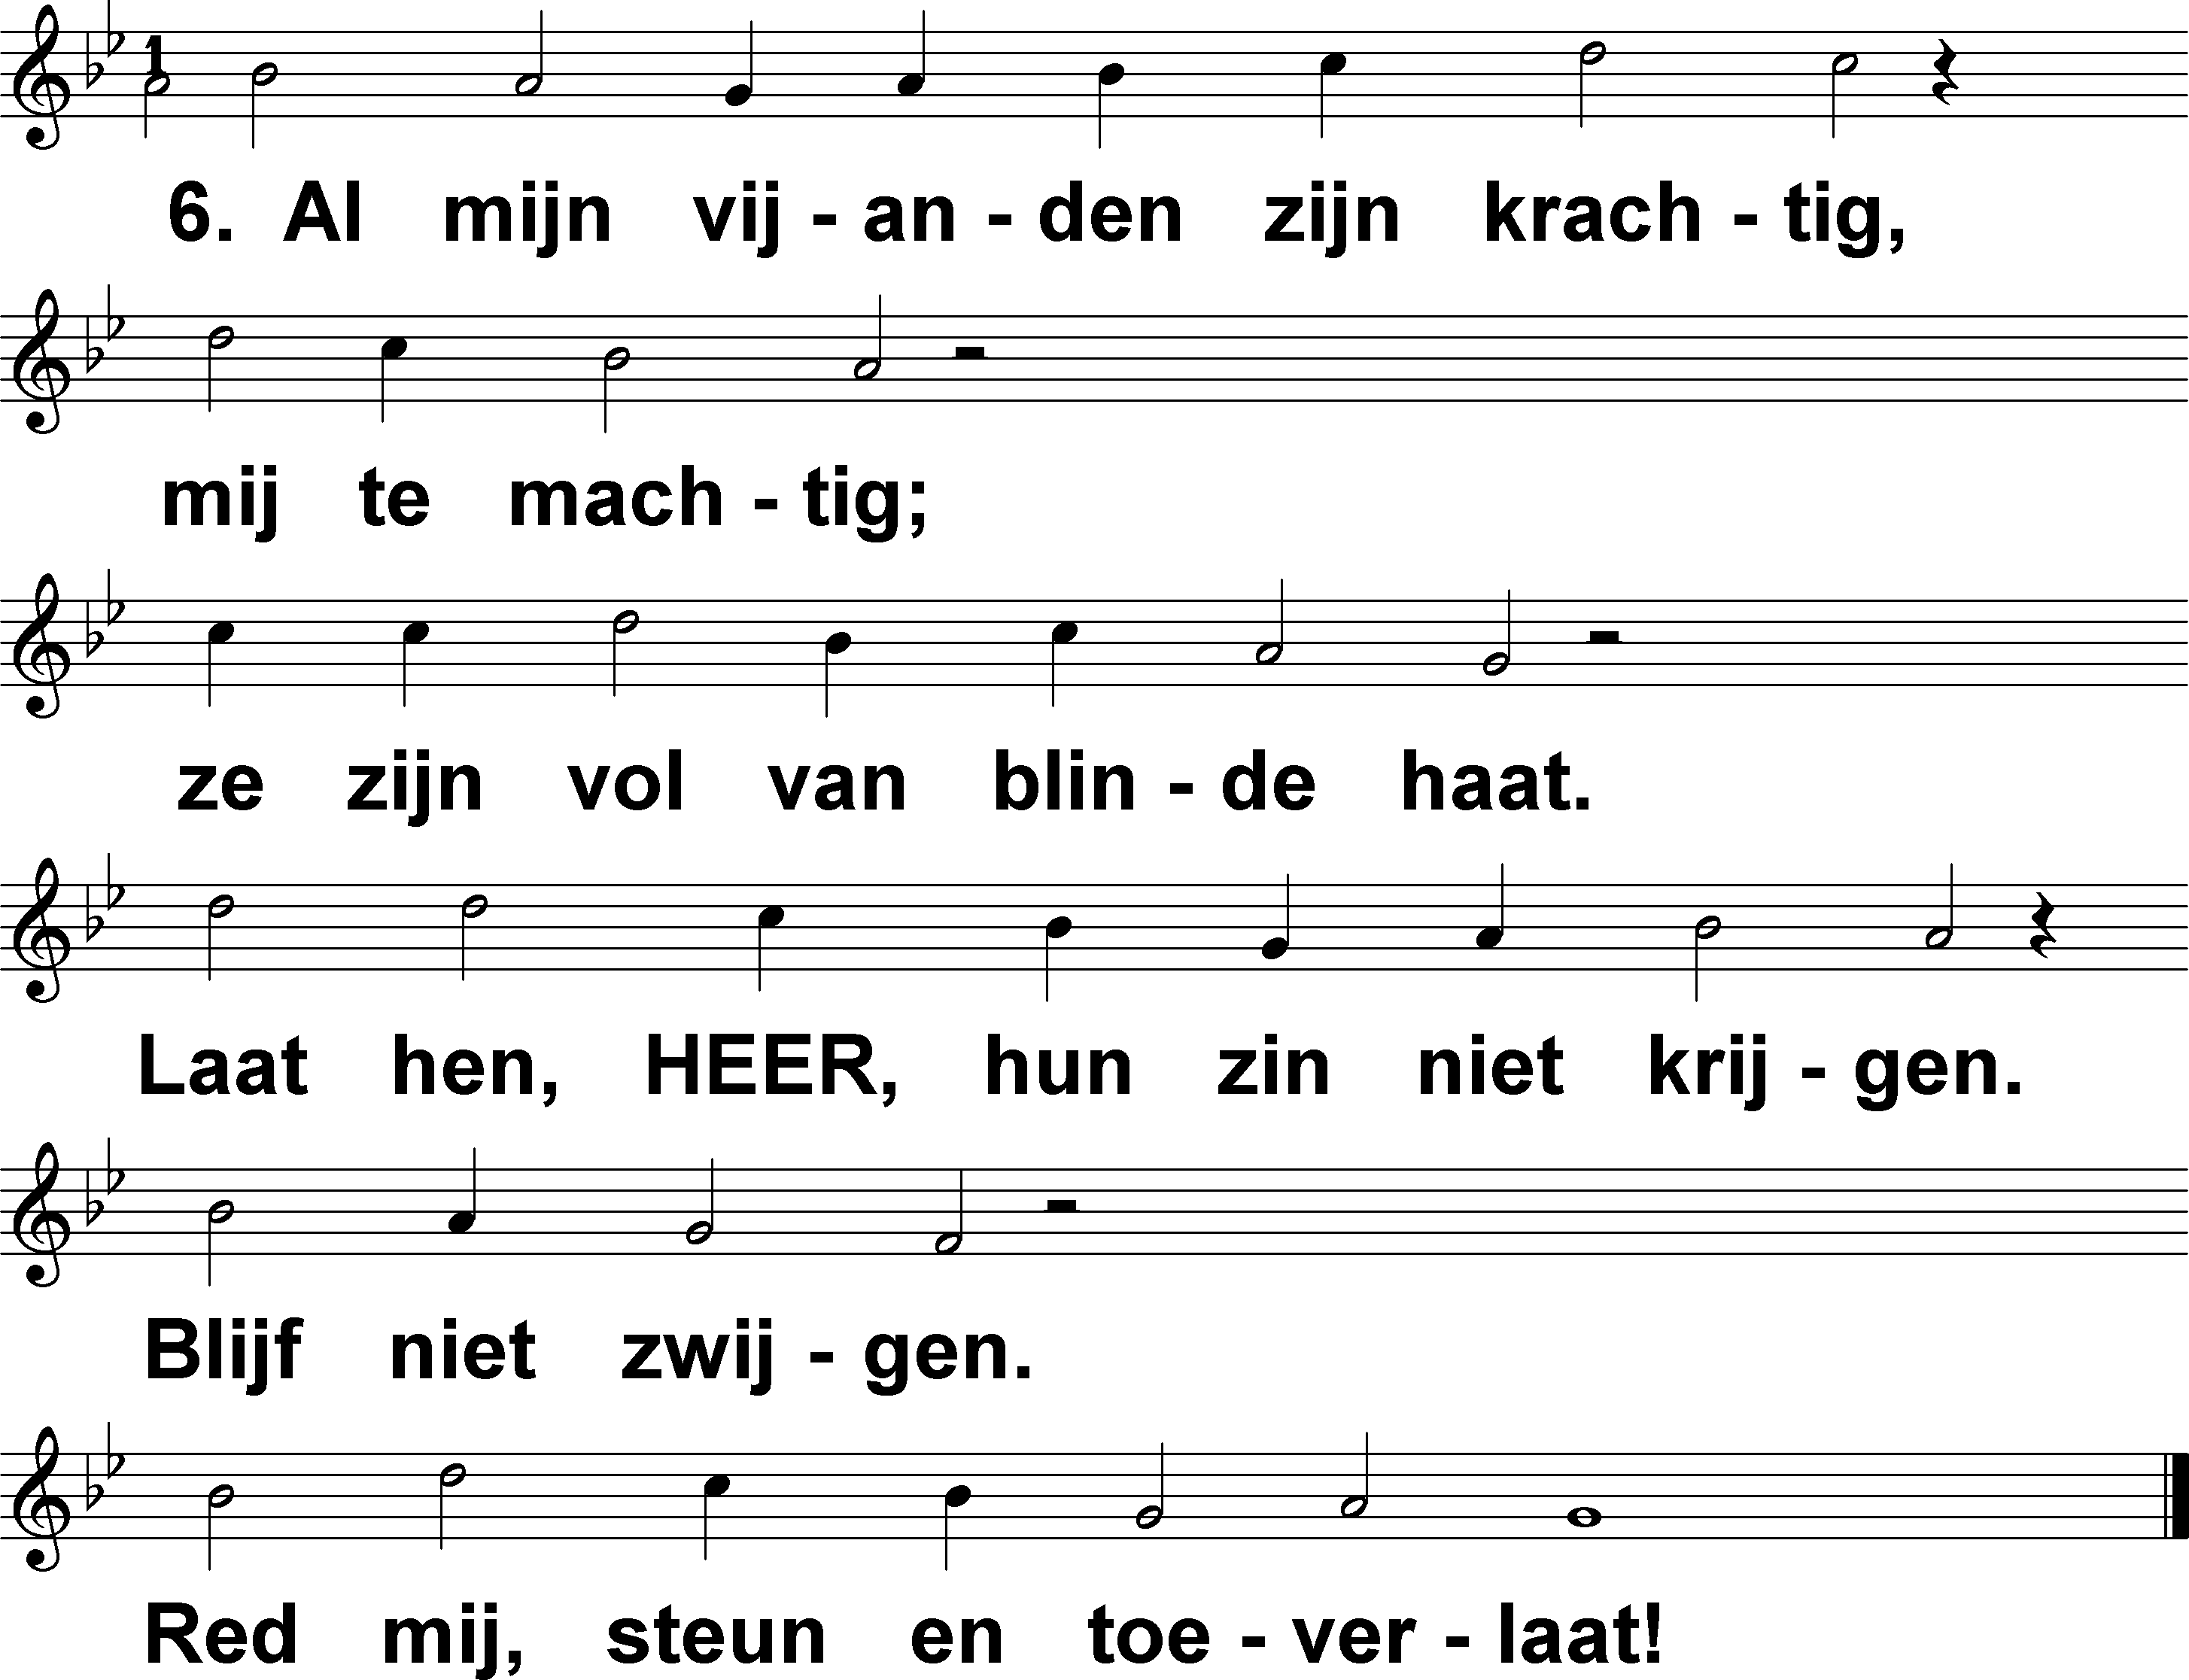 1
6. Al mijn vij - an - den zijn krach - tig,
mij te mach - tig;
ze zijn vol van blin - de haat.
Laat hen, HEER, hun zin niet krij - gen.
Blijf niet zwij - gen.
Red mij, steun en toe - ver - laat!